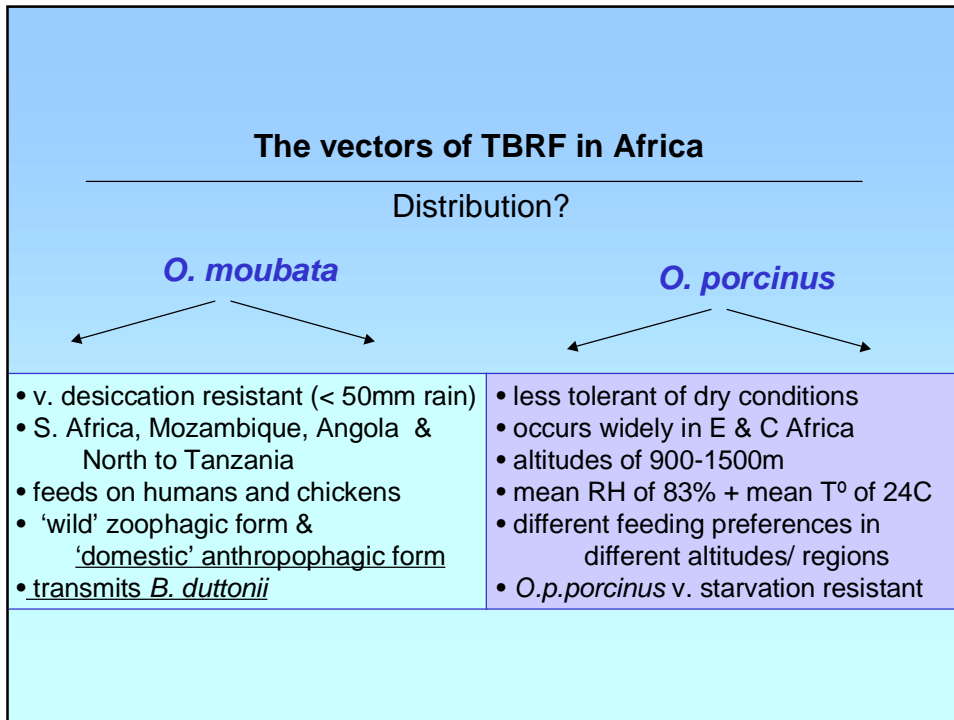 The vectors of TBRF in Africa
Distribution?
O. moubata
O. porcinus
• v. desiccation resistant (< 50mm rain)
• S. Africa, Mozambique, Angola &
North to Tanzania
• feeds on humans and chickens
• ‘wild’ zoophagic form &
‘domestic’ anthropophagic form
• transmits B. duttonii
• less tolerant of dry conditions
• occurs widely in E & C Africa
• altitudes of 900-1500m
• mean RH of 83% + mean Tº of 24C
• different feeding preferences in
different altitudes/ regions
• O.p.porcinus v. starvation resistant